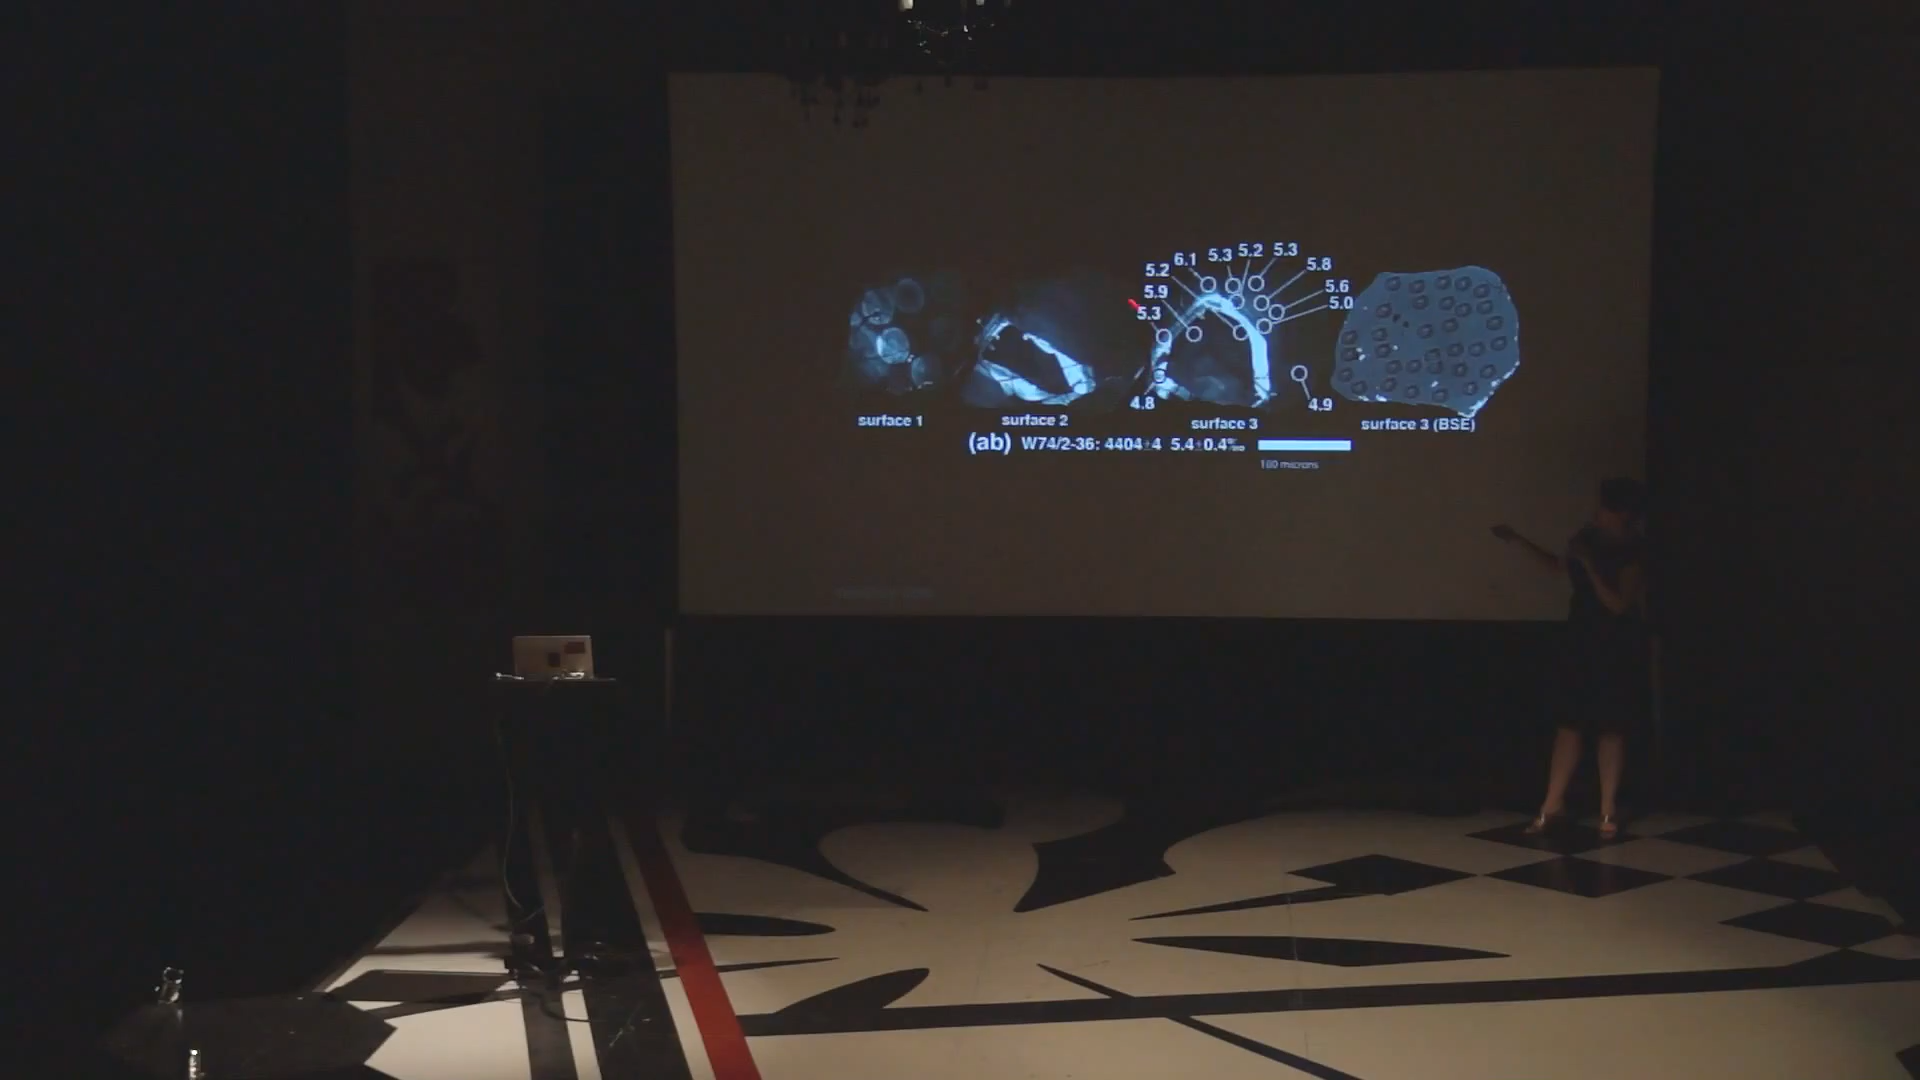 5.2 6.1 5.3 5.2 5.3 5.8
5.9 5.6
5.3 5.0
4.8 4.9
surface 1 surface 2 surface 3 surface 3 (BSE)
(ab) W74/2-36: 4404±4 5.4±0.4‰
100 microns